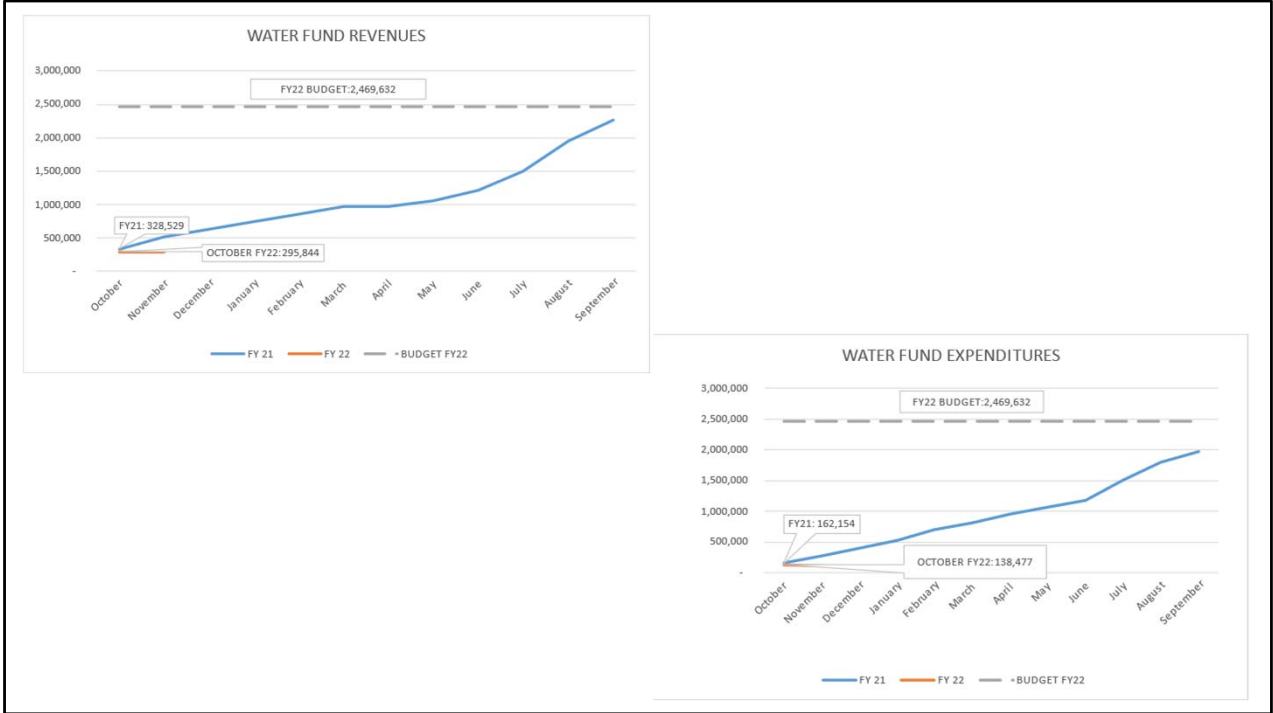 WATER FUND REVENUES
3,000,000
FY22 BUDGET:2,469,632
2,500,000
2,000,000
1,500,000
1,000,000
FY21: 328,529
500,000
OCTOBER FY22:295,844
-
October
November
December
January
February
March
April
May
June
July
August
September
FY 21
FY 22
BUDGET FY22
WATER FUND EXPENDITURES
3,000,000
FY22 BUDGET:2,469,632
2,500,000
2,000,000
1,500,000
1,000,000
FY21: 162,154
500,000
OCTOBER FY22:138,477
-
October
November
December
January
February
March
April
May
June
July
August
September
FY 21
FY 22
BUDGET FY22